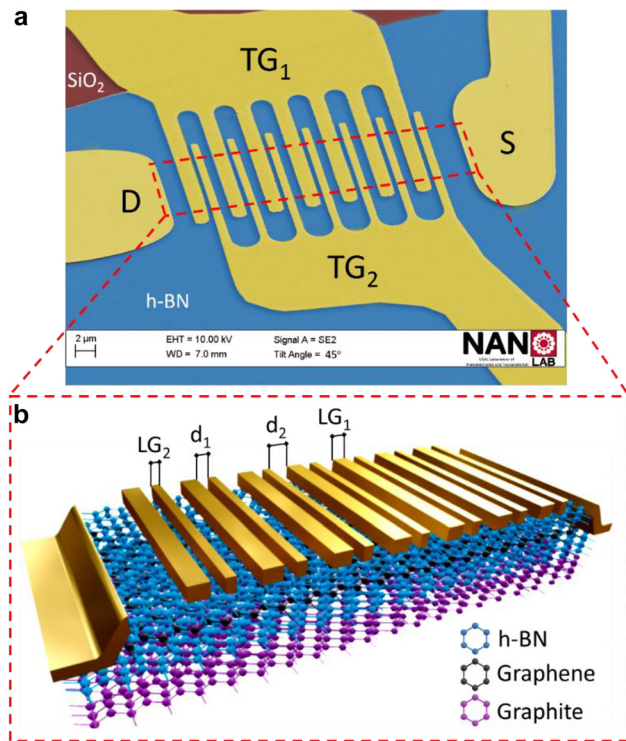 a
TG₁
SiO₂
S
D
TG₂
h-BN
2 μm
EHT = 10.00 kV
Signal A = SE2
WD = 7.0 mm
Tilt Angle = 45°
NAN
LAB
b
LG₂
d₁
d₂
LG₁
h-BN
Graphene
Graphite